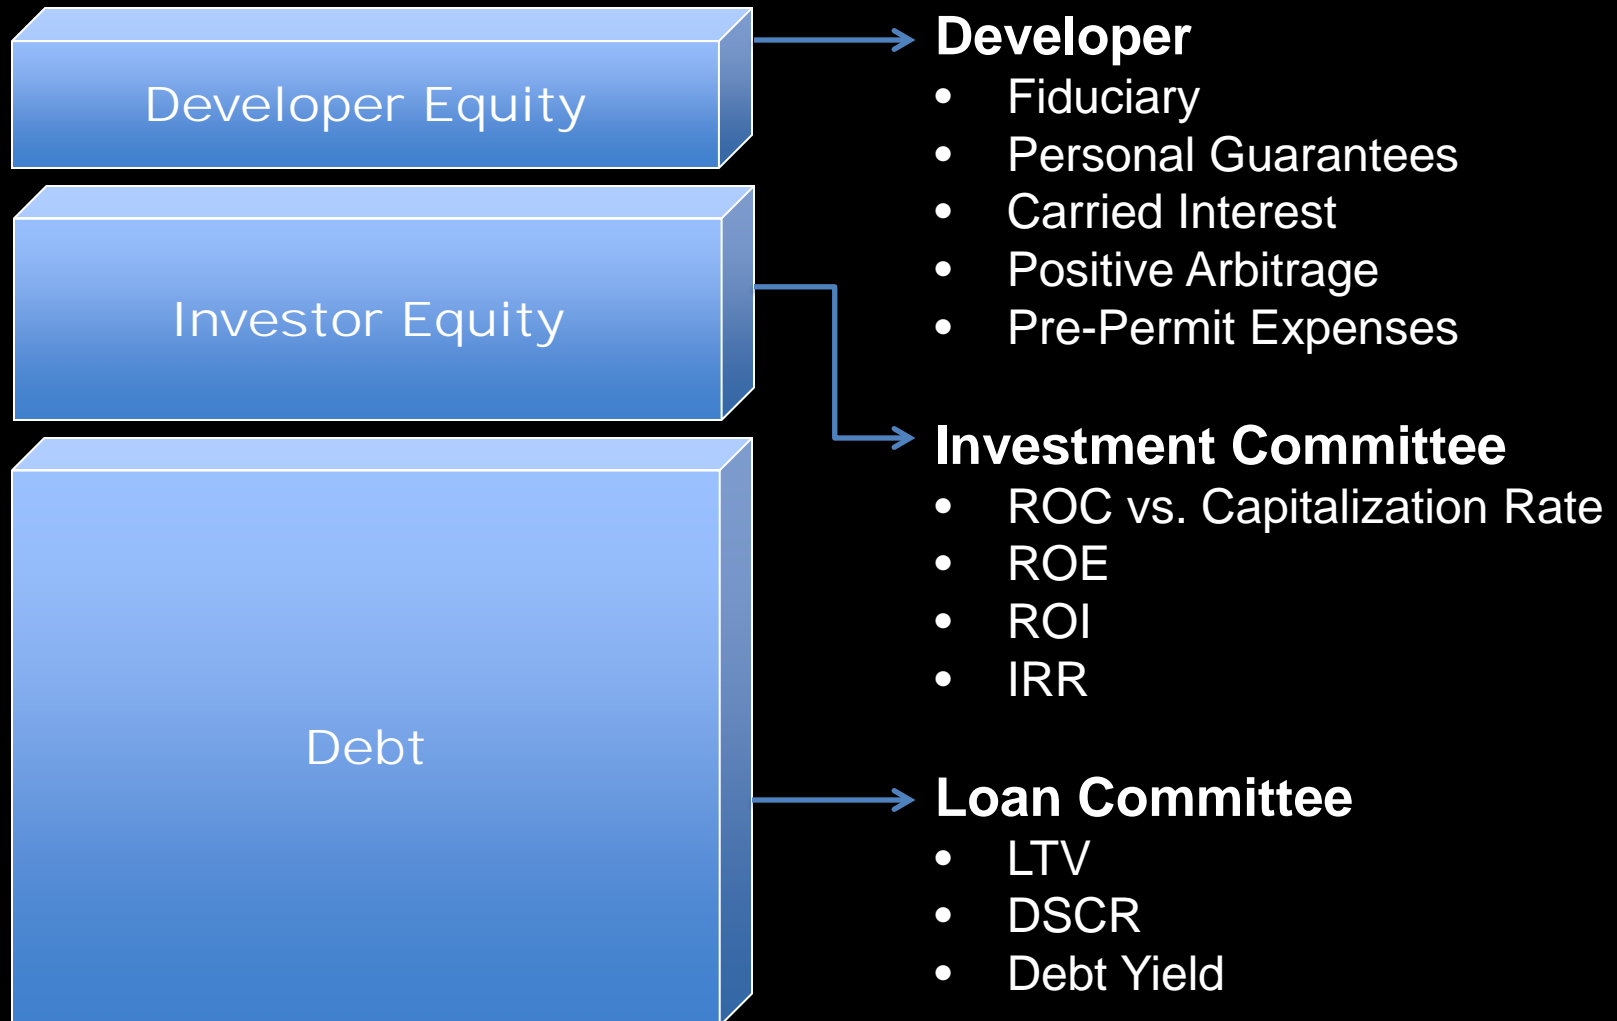 Developer Equity
Investor Equity
Debt
Developer
• Fiduciary
• Personal Guarantees
• Carried Interest
• Positive Arbitrage
• Pre-Permit Expenses
Investment Committee
• ROC vs. Capitalization Rate
• ROE
• ROI
• IRR
Loan Committee
• LTV
• DSCR
• Debt Yield